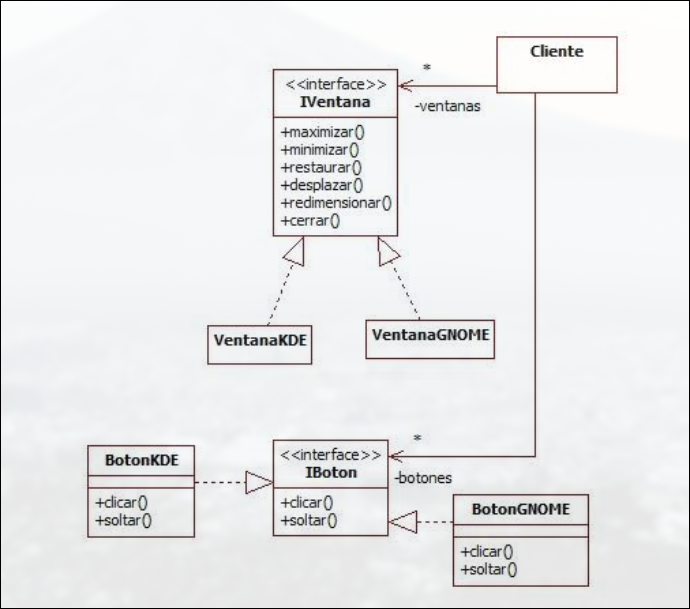 Cliente
*
-ventanas
<<interface>>
IVentana
+maximizar()
+minimizar()
+restaurar()
+desplazar()
+redimensionar()
+cerrar()
VentanaKDE
VentanaGNOME
*
-botones
BotonKDE
+clicar()
+soltar()
<<interface>>
IBoton
+clicar()
+soltar()
BotonGNOME
+clicar()
+soltar()